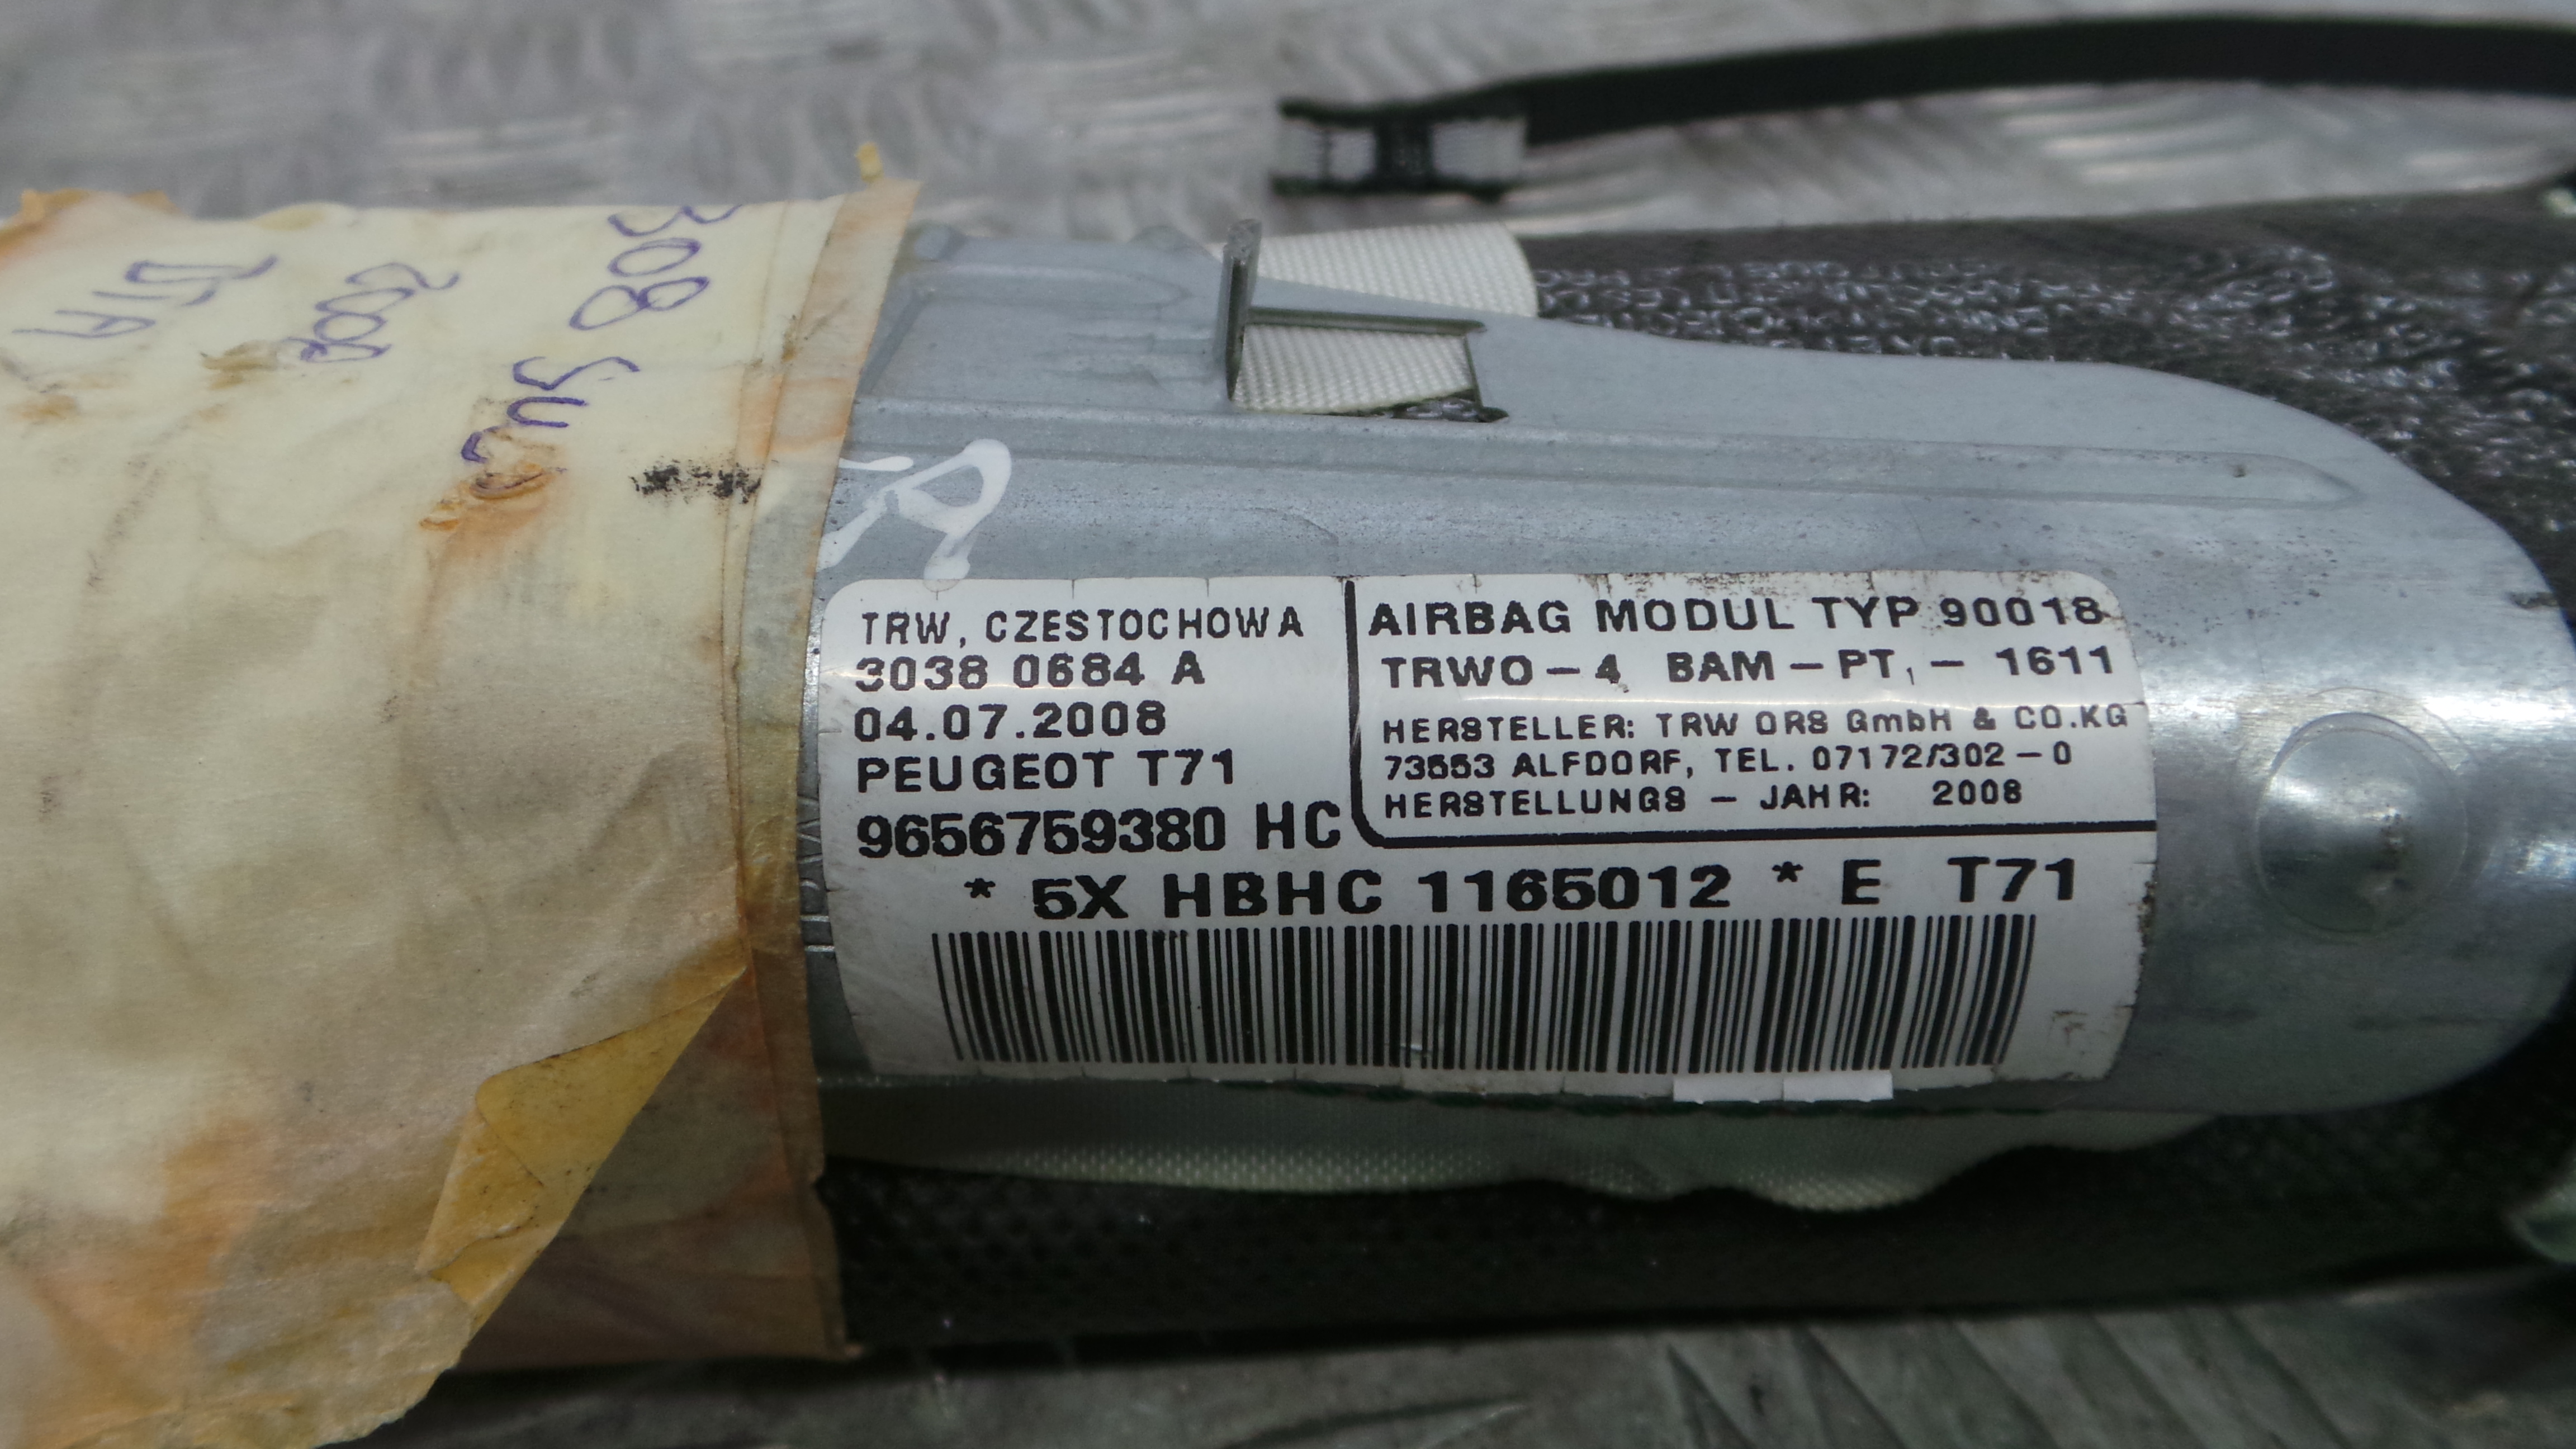 308 SW
2008
TRW, CZESTOCHOWA
3038 0684 A
04.07.2008
PEUGEOT T71
9656759380 HC
AIRBAG MODUL TYP 90018
TRWO-4 BAM-PT,-1611
HERSTELLER: TRW ORS GmbH & CO.KG
73553 ALFDORF, TEL. 07172/302-0
HERSTELLUNGS-JAHR: 2008
* 5X HBHC 1165012 * E T71